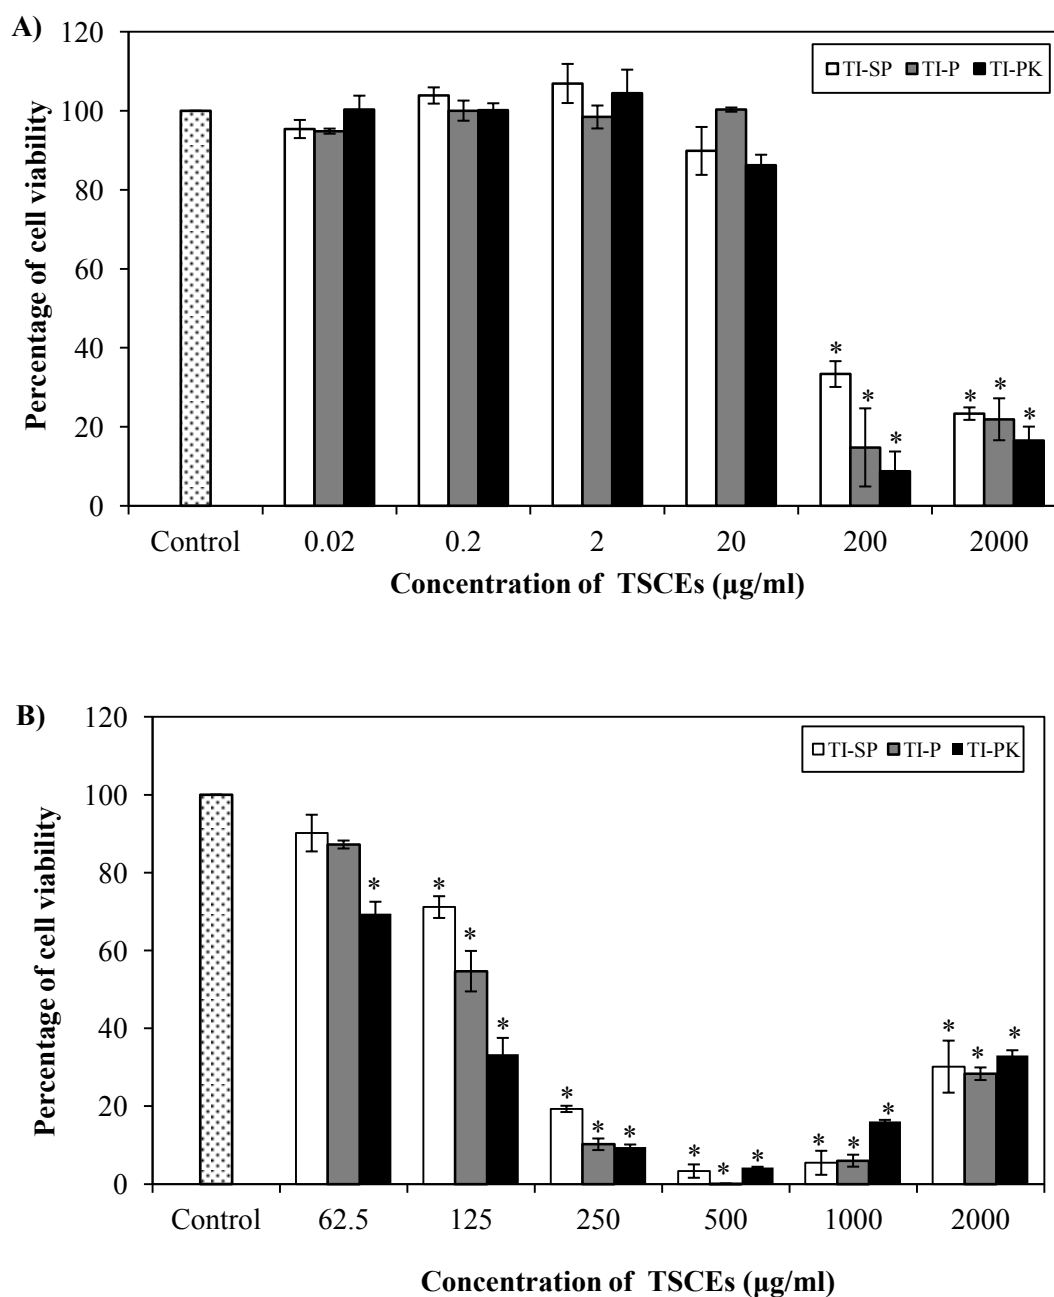 A)
120
100
80
60
40
20
0
Percentage of cell viability
TI-SP TI-P TI-PK
* * * * * *
Control 0.02 0.2 2 20 200 2000
Concentration of TSCEs (µg/ml)
B)
120
100
80
60
40
20
0
Percentage of cell viability
TI-SP TI-P TI-PK
* * * * * * * * * * * * * * * *
Control 62.5 125 250 500 1000 2000
Concentration of TSCEs (µg/ml)